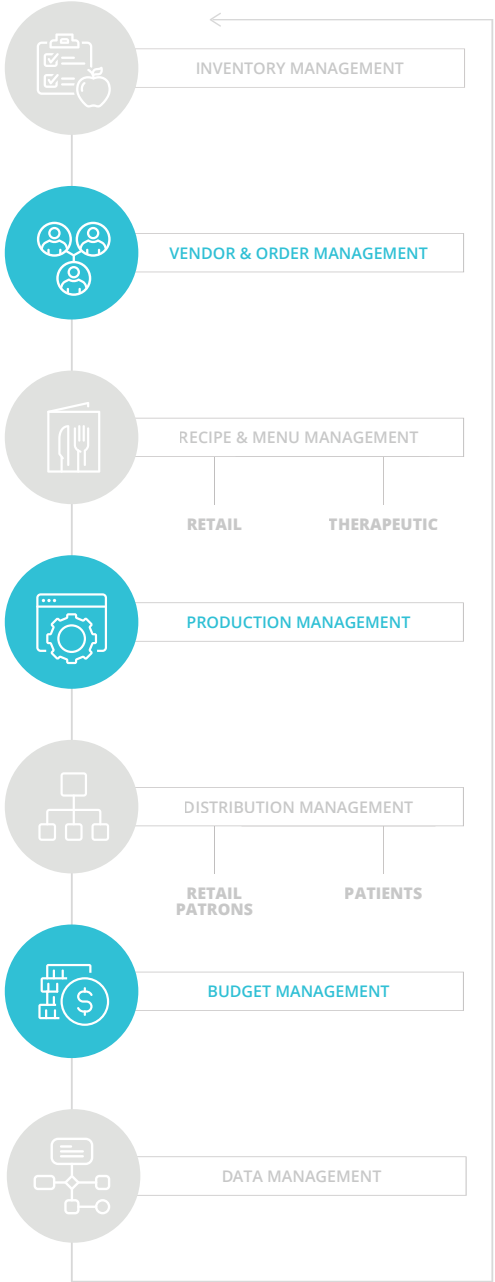 INVENTORY MANAGEMENT
VENDOR & ORDER MANAGEMENT
RECIPE & MENU MANAGEMENT
RETAIL
THERAPEUTIC
PRODUCTION MANAGEMENT
DISTRIBUTION MANAGEMENT
RETAIL
PATRONS
PATIENTS
$
BUDGET MANAGEMENT
DATA MANAGEMENT